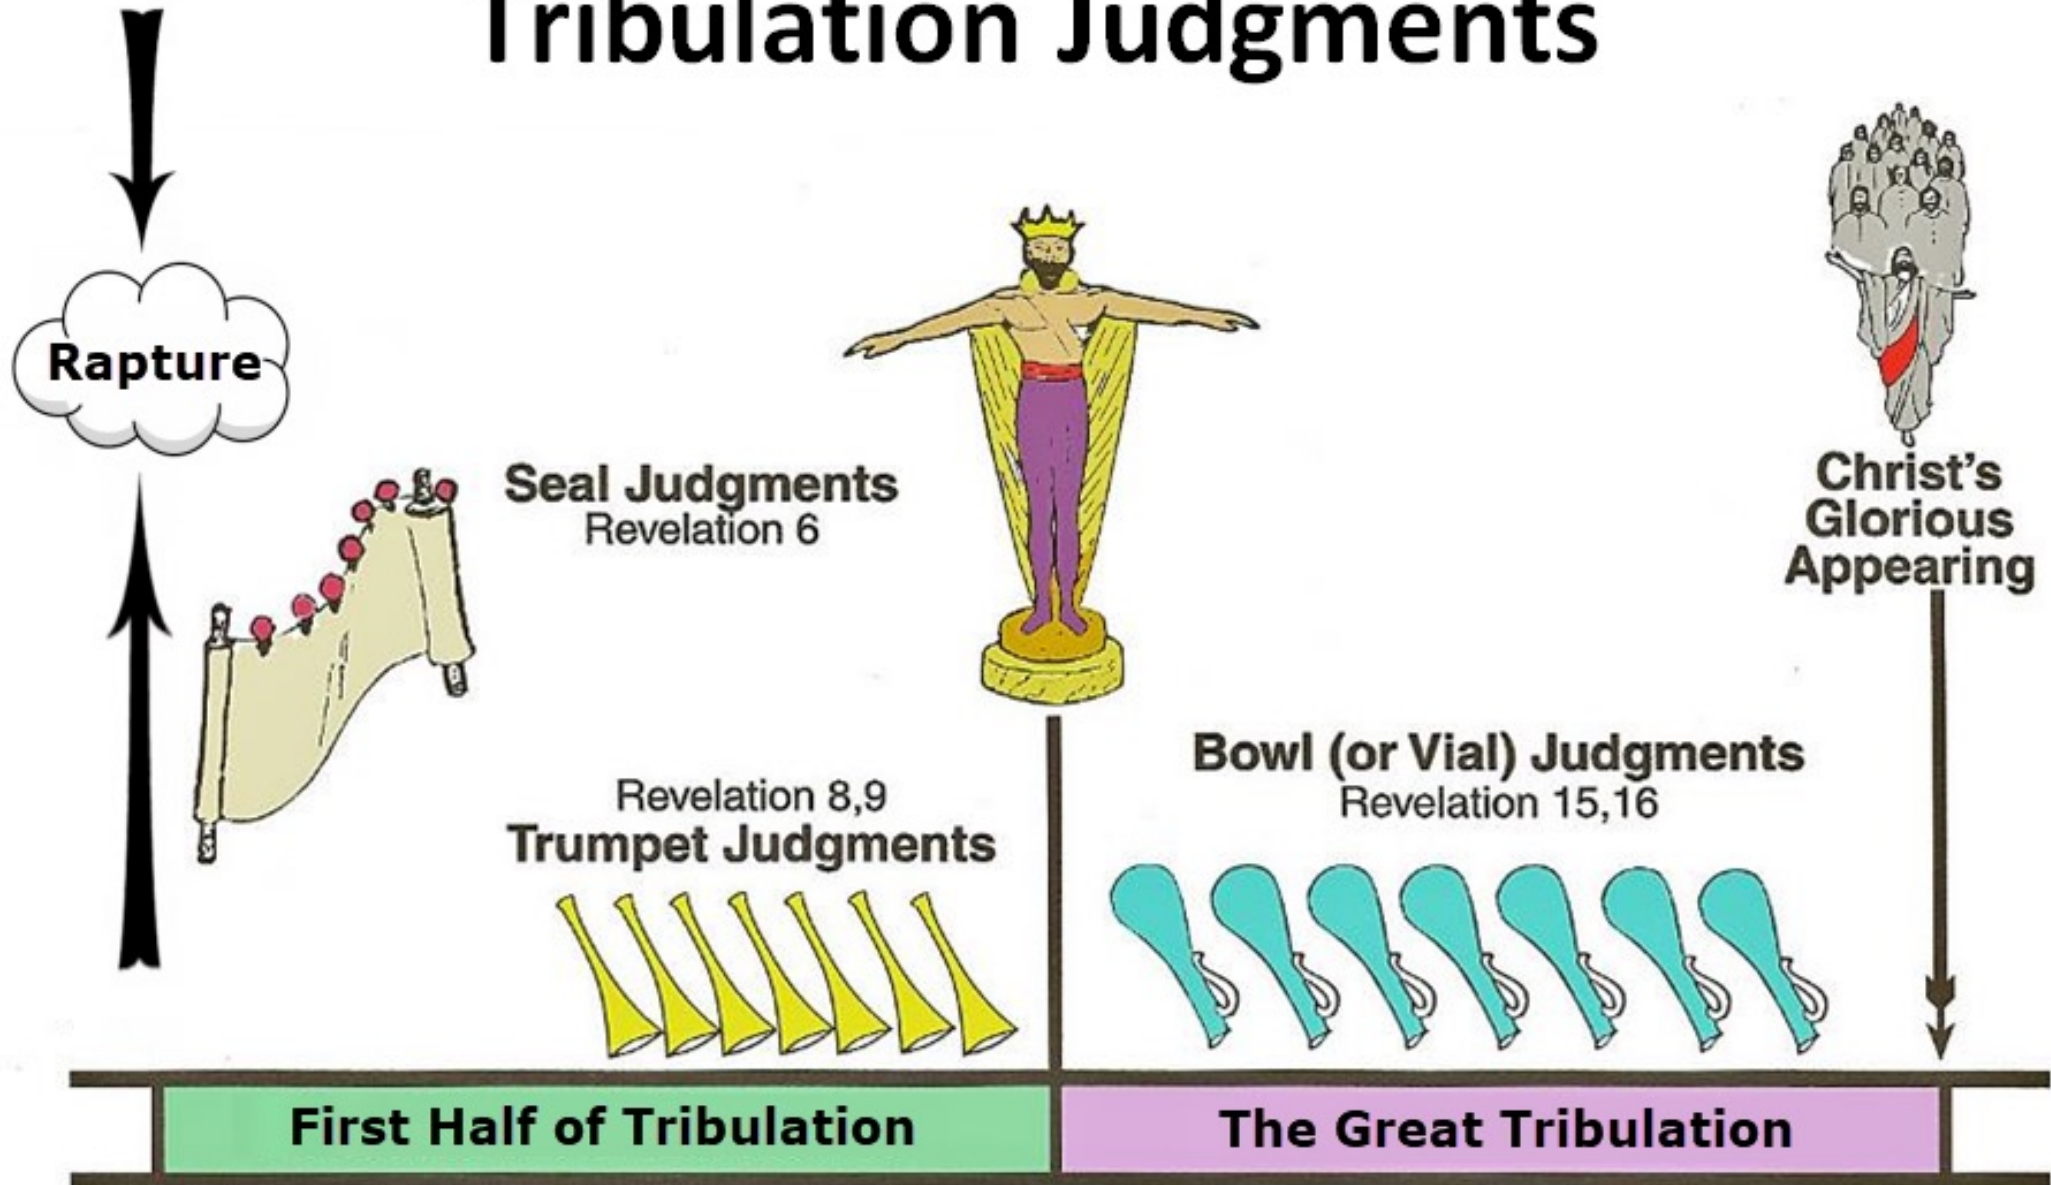 Tribulation Judgments
Rapture
Seal Judgments
Revelation 6
Christ's
Glorious
Appearing
Revelation 8,9
Trumpet Judgments
Bowl (or Vial) Judgments
Revelation 15,16
First Half of Tribulation
The Great Tribulation